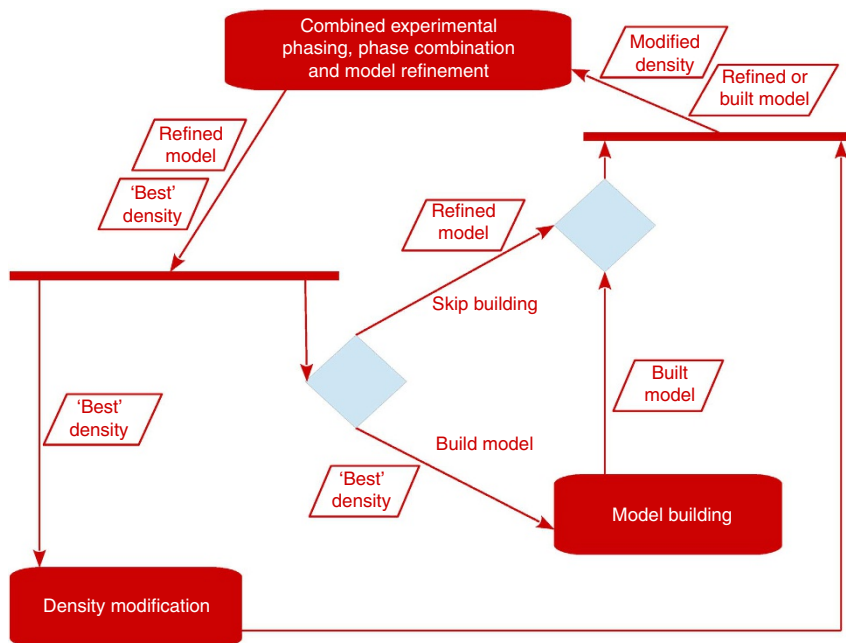 Combined experimental
phasing, phase combination
and model refinement
Modified
density
Refined or
built model
Refined
model
‘Best’
density
Refined
model
Skip building
‘Best’
density
Built
model
Build model
‘Best’
density
Model building
Density modification